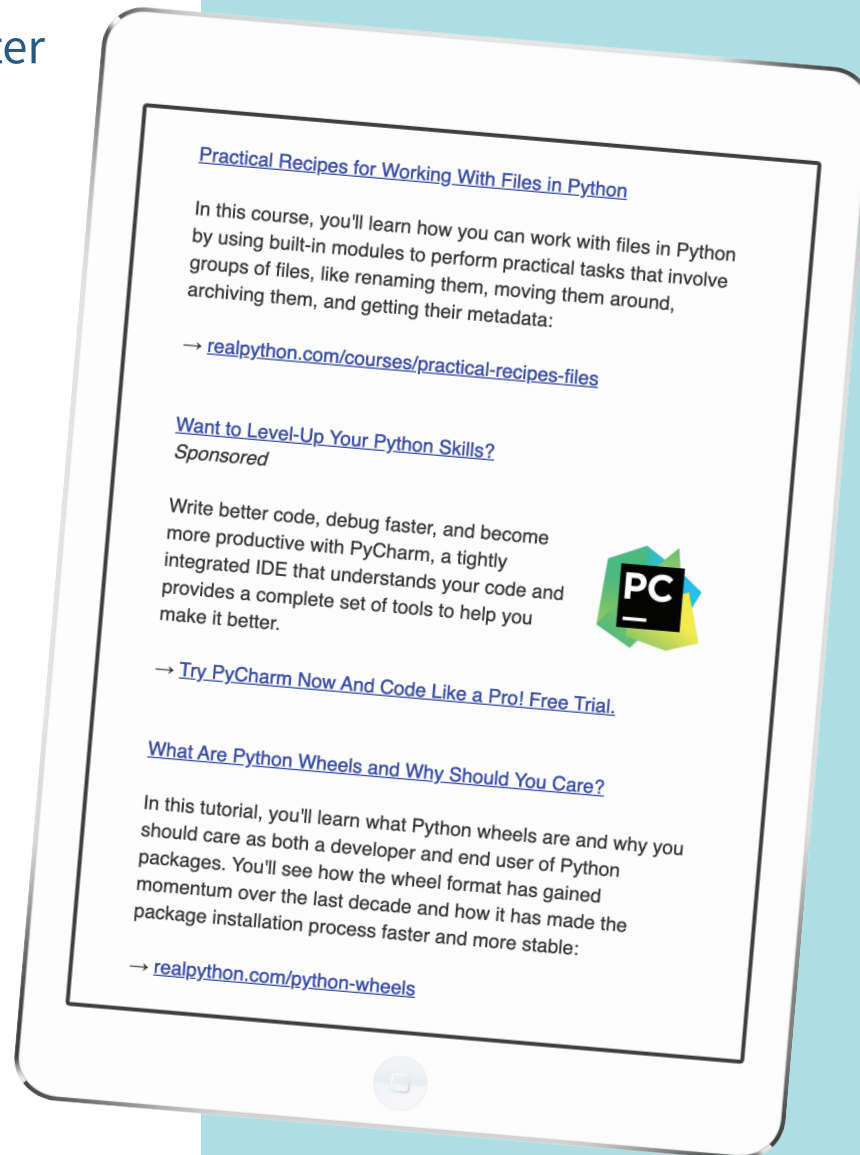 ter
Practical Recipes for Working With Files in Python
In this course, you'll learn how you can work with files in Python
by using built-in modules to perform practical tasks that involve
groups of files, like renaming them, moving them around,
archiving them, and getting their metadata:
→ realpython.com/courses/practical-recipes-files
Want to Level-Up Your Python Skills?
Sponsored
Write better code, debug faster, and become
more productive with PyCharm, a tightly
integrated IDE that understands your code and
provides a complete set of tools to help you
make it better.
PC
→ Try PyCharm Now And Code Like a Pro! Free Trial.
What Are Python Wheels and Why Should You Care?
In this tutorial, you'll learn what Python wheels are and why you
should care as both a developer and end user of Python
packages. You'll see how the wheel format has gained
momentum over the last decade and how it has made the
package installation process faster and more stable:
→ realpython.com/python-wheels